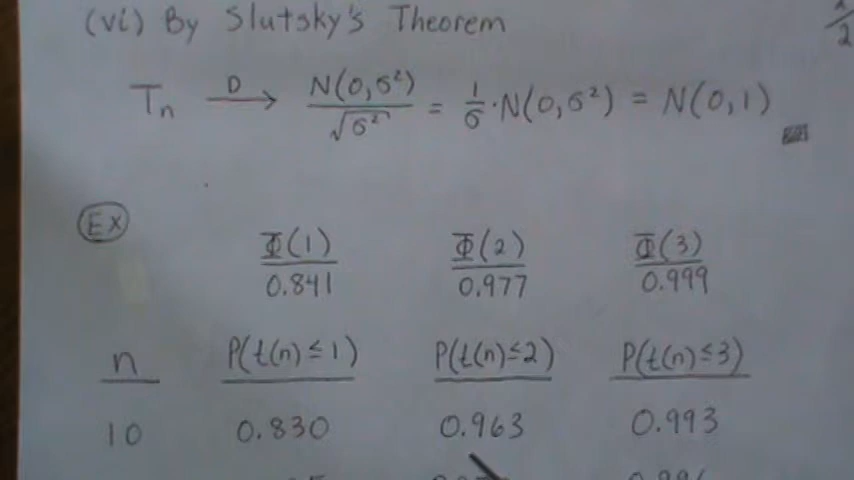 (vi) By Slutsky's Theorem
Tn —D→ N(0,σ²)/√σ² = 1/σ · N(0,σ²) = N(0,1)
Ex
Φ(1) Φ(2) Φ(3)
0.841 0.977 0.999
n P(t(n)≤1) P(t(n)≤2) P(t(n)≤3)
10 0.830 0.963 0.993